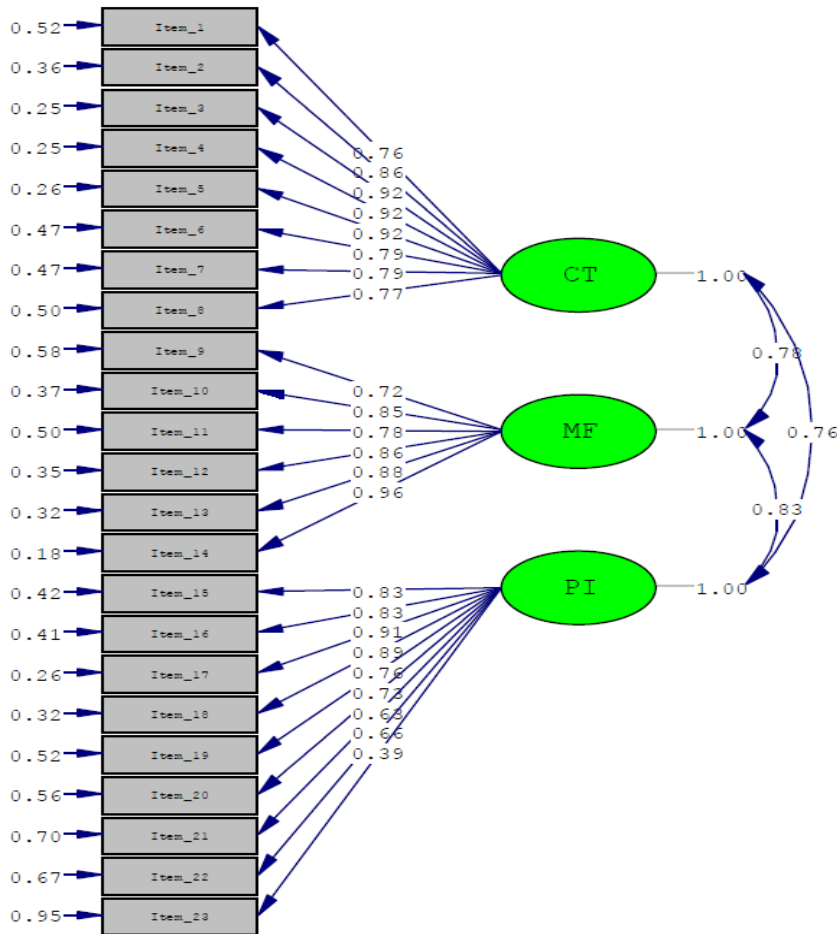 0.52 Item_1
0.36 Item_2
0.25 Item_3
0.25 Item_4
0.26 Item_5
0.47 Item_6
0.47 Item_7
0.50 Item_8
0.58 Item_9
0.37 Item_10
0.50 Item_11
0.35 Item_12
0.32 Item_13
0.18 Item_14
0.42 Item_15
0.41 Item_16
0.26 Item_17
0.32 Item_18
0.52 Item_19
0.56 Item_20
0.70 Item_21
0.67 Item_22
0.95 Item_23
0.76
0.86
0.92
0.92
0.92
0.79
0.79
0.77
0.72
0.85
0.78
0.86
0.88
0.96
0.83
0.83
0.91
0.89
0.76
0.73
0.63
0.66
0.39
CT 1.00
MF 1.00
PI 1.00
0.78
0.76
0.83